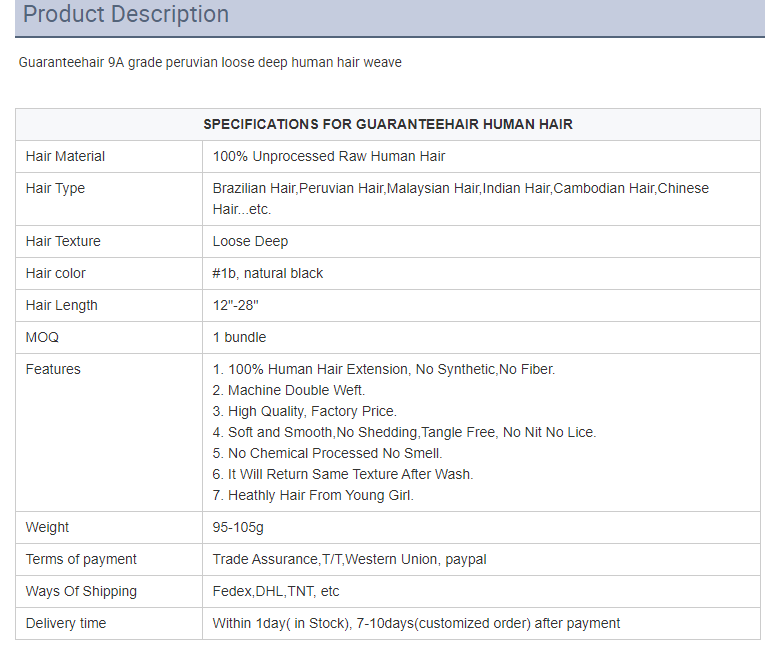 Product Description
Guaranteehair 9A grade peruvian loose deep human hair weave
SPECIFICATIONS FOR GUARANTEEHAIR HUMAN HAIR
Hair Material 100% Unprocessed Raw Human Hair
Hair Type Brazilian Hair,Peruvian Hair,Malaysian Hair,Indian Hair,Cambodian Hair,Chinese
Hair...etc.
Hair Texture Loose Deep
Hair color #1b, natural black
Hair Length 12"-28"
MOQ 1 bundle
Features 1. 100% Human Hair Extension, No Synthetic,No Fiber.
2. Machine Double Weft.
3. High Quality, Factory Price.
4. Soft and Smooth,No Shedding,Tangle Free, No Nit No Lice.
5. No Chemical Processed No Smell.
6. It Will Return Same Texture After Wash.
7. Heathly Hair From Young Girl.
Weight 95-105g
Terms of payment Trade Assurance,T/T,Western Union, paypal
Ways Of Shipping Fedex,DHL,TNT, etc
Delivery time Within 1day( in Stock), 7-10days(customized order) after payment